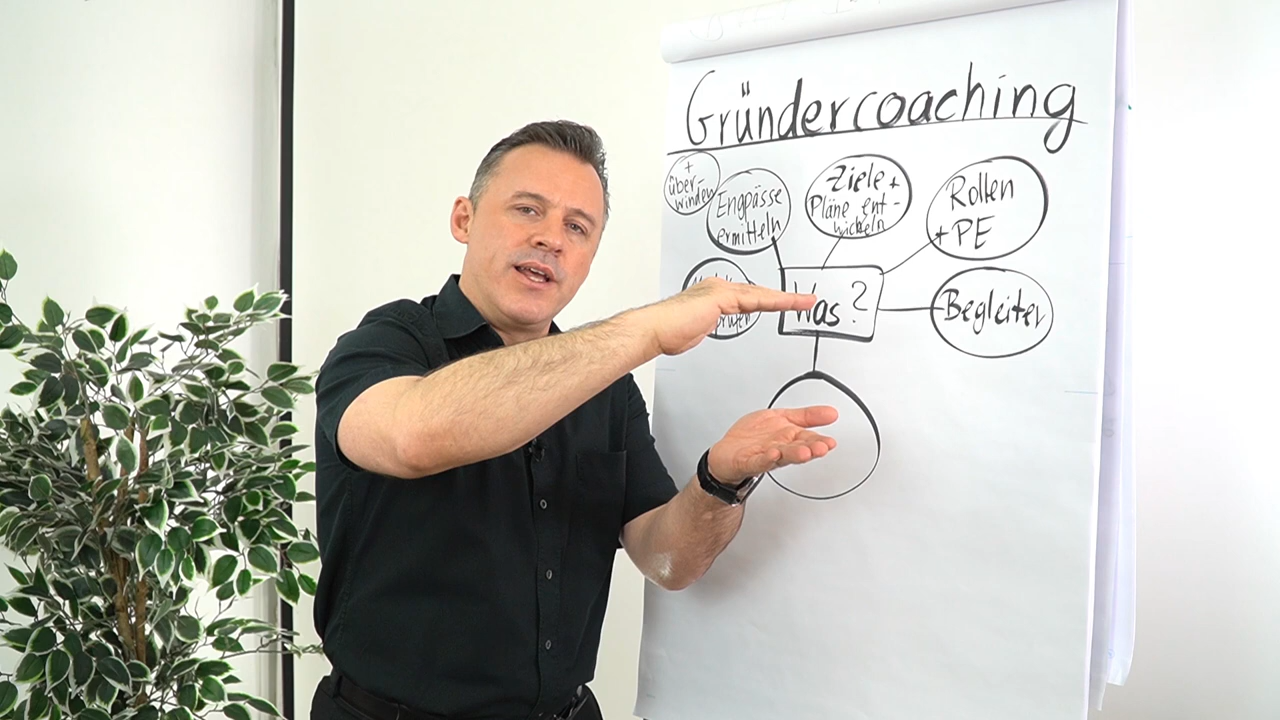 Gründercoaching
+
über
winden
Engpässe
ermitteln
Ziele +
Pläne ent-
wickeln
Rollen
+ PE
Was?
Begleiter